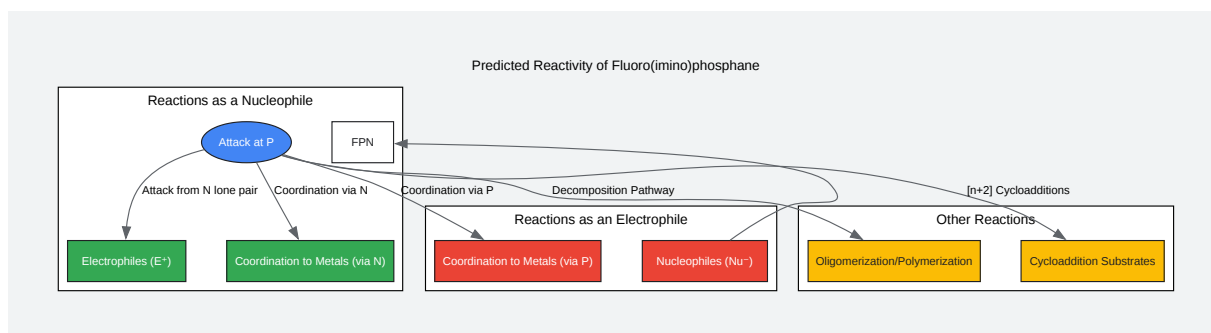 Predicted Reactivity of Fluoro(imino)phosphane
Reactions as a Nucleophile
Attack at P
FPN
Attack from N lone pair
Coordination via N
Coordination via P
Decomposition Pathway
[n+2] Cycloadditions
Reactions as an Electrophile
Other Reactions
Electrophiles (E⁺)
Coordination to Metals (via N)
Coordination to Metals (via P)
Nucleophiles (Nu⁻)
Oligomerization/Polymerization
Cycloaddition Substrates